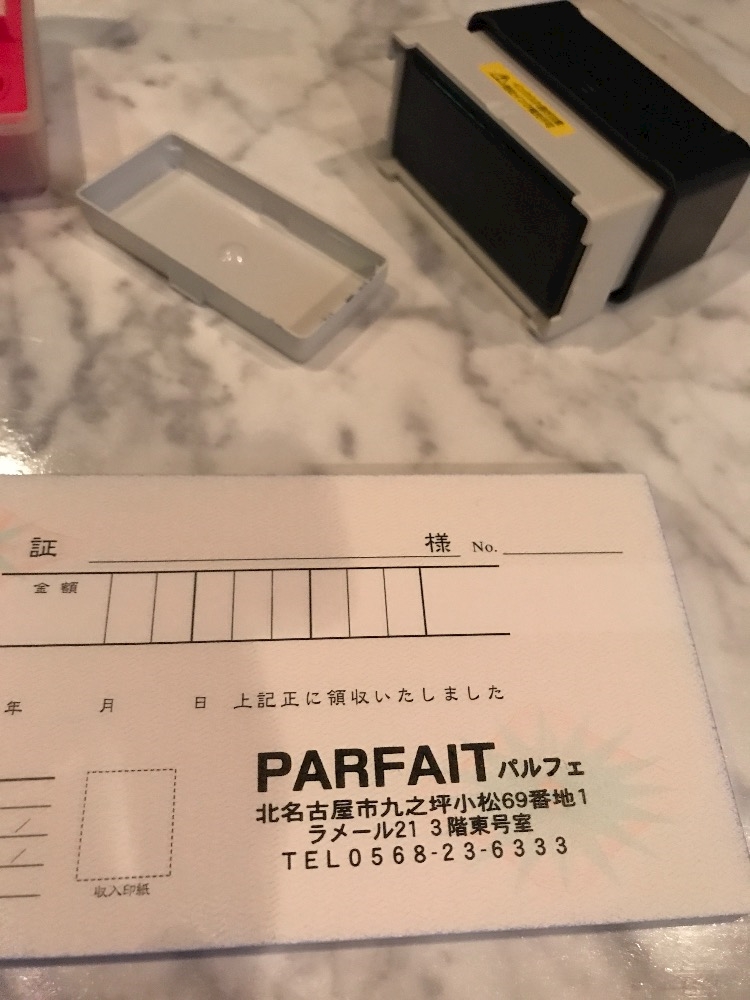 証 様 No.
金額
年 月 日 上記正に領収いたしました
PARFAIT パルフェ
北名古屋市九之坪小松69番地1
ラメール21 3階東号室
TEL0568-23-6333
収入印紙